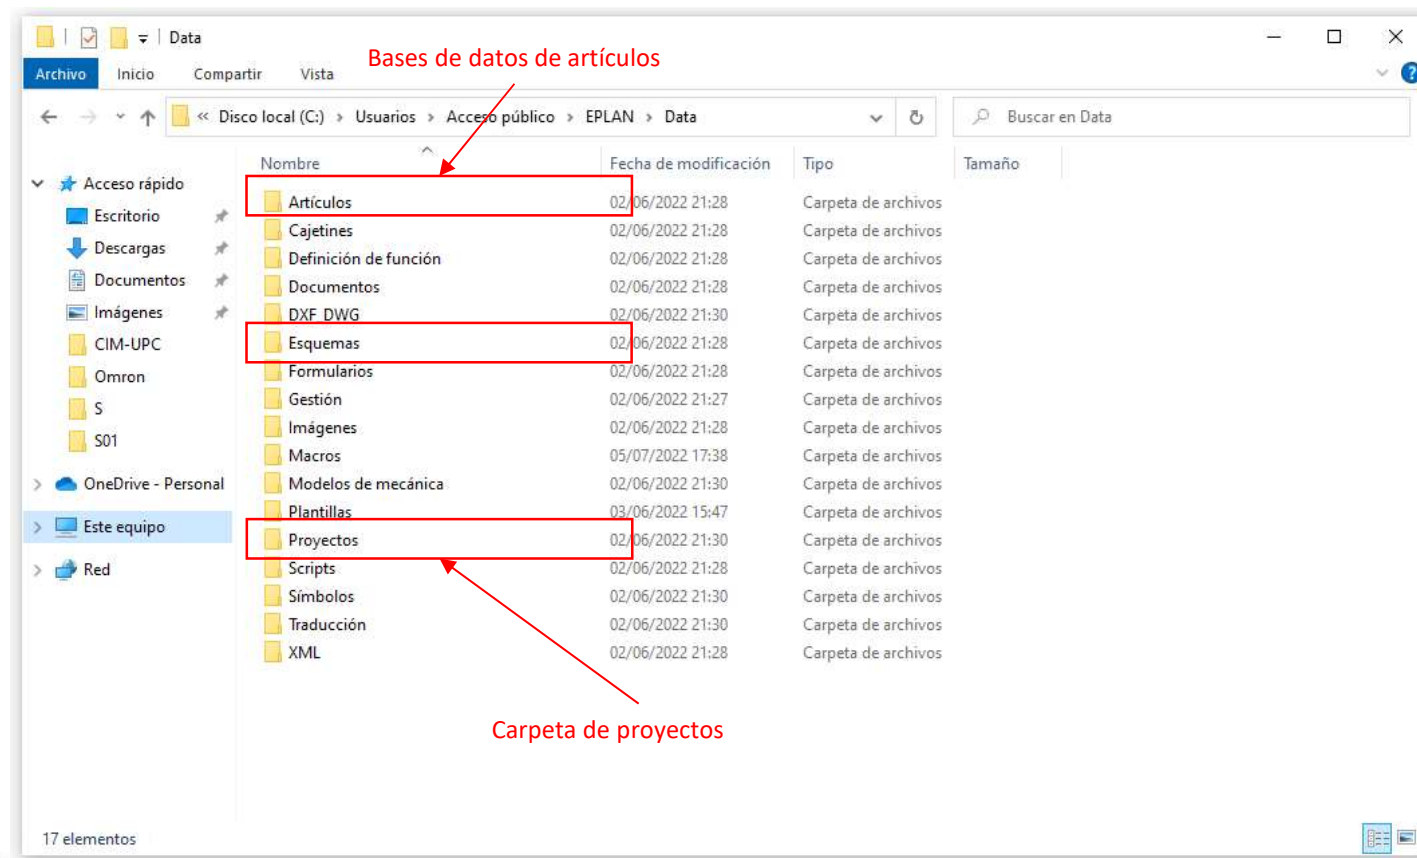 Data
Bases de datos de artículos
Archivo Inicio Compartir Vista
« Disco local (C:) > Usuarios > Acceso público > EPLAN > Data
Buscar en Data
Nombre Fecha de modificación Tipo Tamaño
Acceso rápido
Escritorio
Descargas
Documentos
Imágenes
CIM-UPC
Omron
S
S01
OneDrive - Personal
Este equipo
Red
Artículos 02/06/2022 21:28 Carpeta de archivos
Cajetines 02/06/2022 21:28 Carpeta de archivos
Definición de función 02/06/2022 21:28 Carpeta de archivos
Documentos 02/06/2022 21:28 Carpeta de archivos
DXF_DWG 02/06/2022 21:30 Carpeta de archivos
Esquemas 02/06/2022 21:28 Carpeta de archivos
Formularios 02/06/2022 21:28 Carpeta de archivos
Gestión 02/06/2022 21:27 Carpeta de archivos
Imágenes 02/06/2022 21:28 Carpeta de archivos
Macros 05/07/2022 17:38 Carpeta de archivos
Modelos de mecánica 02/06/2022 21:30 Carpeta de archivos
Plantillas 03/06/2022 15:47 Carpeta de archivos
Proyectos 02/06/2022 21:30 Carpeta de archivos
Scripts 02/06/2022 21:28 Carpeta de archivos
Símbolos 02/06/2022 21:30 Carpeta de archivos
Traducción 02/06/2022 21:30 Carpeta de archivos
XML 02/06/2022 21:28 Carpeta de archivos
Carpeta de proyectos
17 elementos